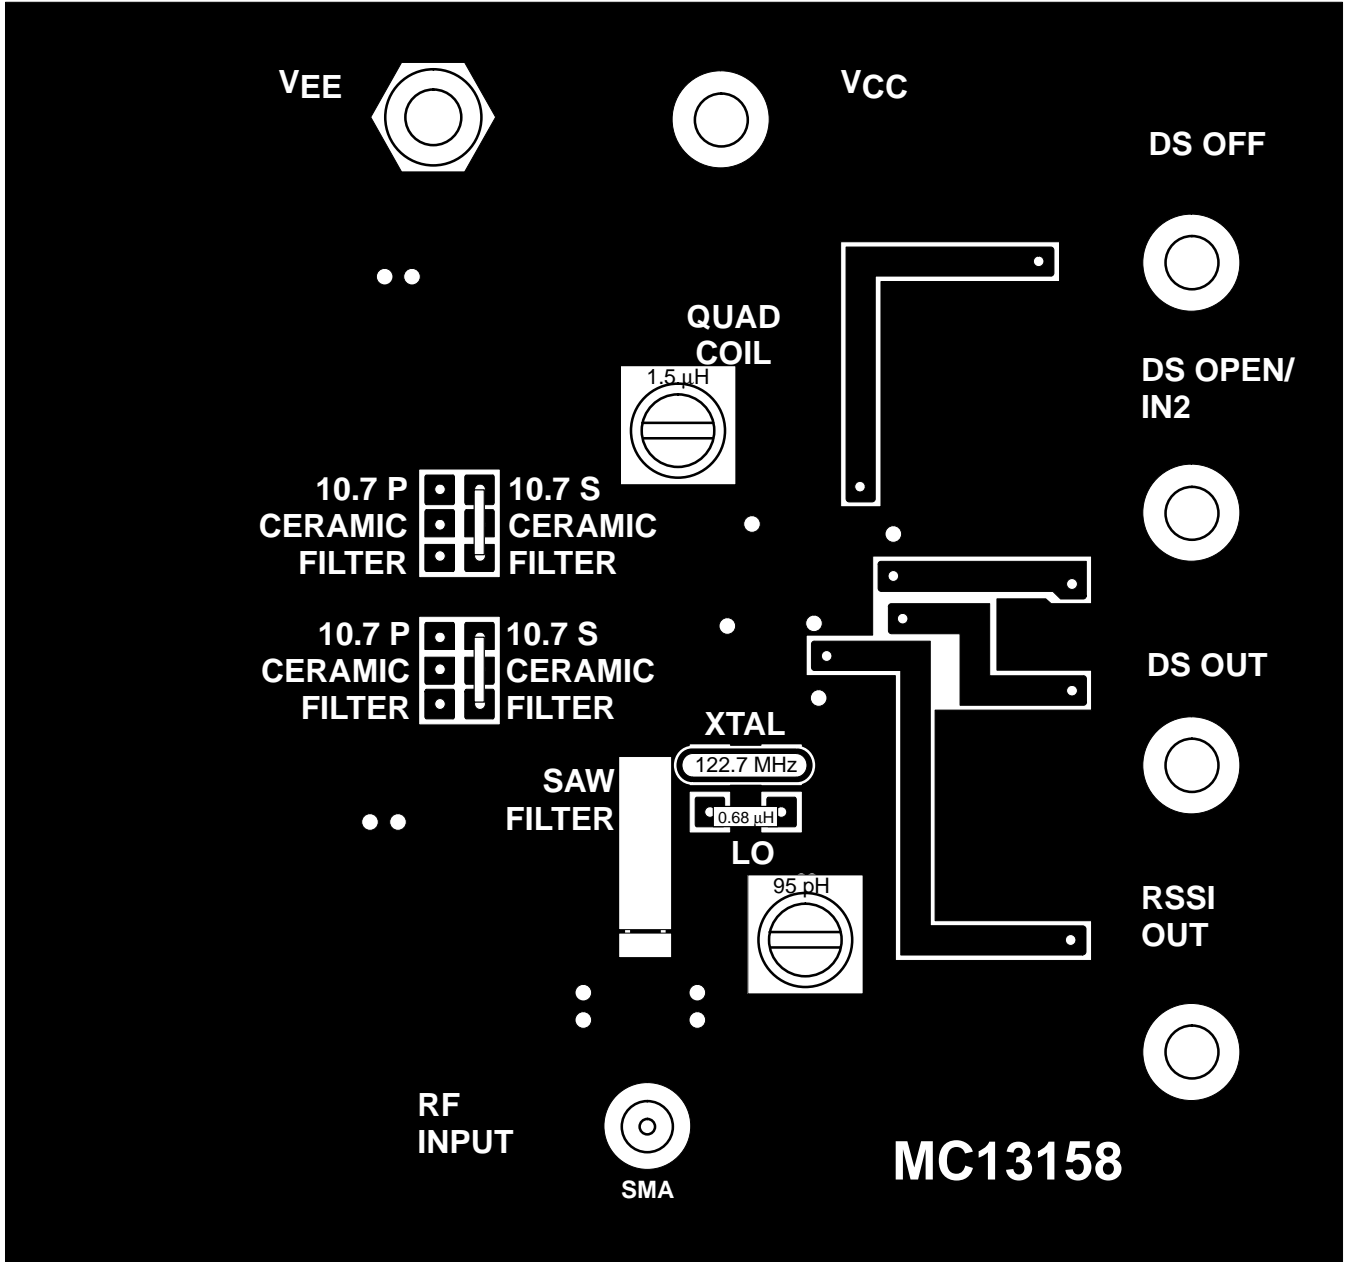 VEE
VCC
DS OFF
QUAD
COIL
1.5 μH
DS OPEN/
IN2
10.7 P
CERAMIC
FILTER
10.7 S
CERAMIC
FILTER
10.7 P
CERAMIC
FILTER
10.7 S
CERAMIC
FILTER
DS OUT
XTAL
122.7 MHz
SAW
FILTER
0.68 μH
LO
95 pH
RSSI
OUT
RF
INPUT
SMA
MC13158